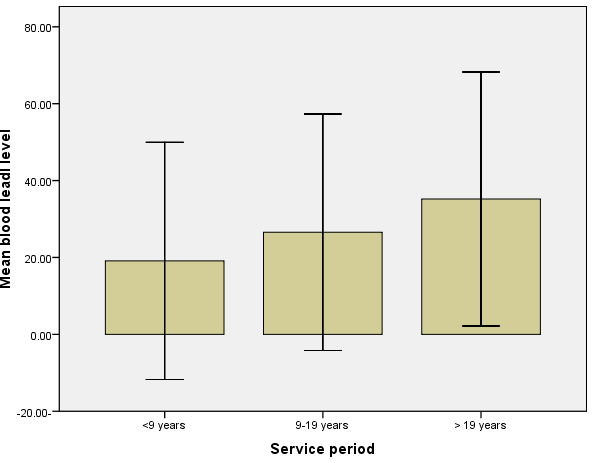 Mean blood leadl level
80.00
60.00
40.00
20.00
0.00
-20.00
<9 years
9-19 years
> 19 years
Service period